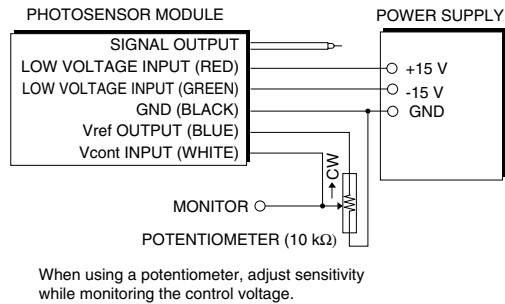 PHOTOSENSOR MODULE
POWER SUPPLY
SIGNAL OUTPUT
LOW VOLTAGE INPUT (RED)
+15 V
LOW VOLTAGE INPUT (GREEN)
-15 V
GND (BLACK)
GND
Vref OUTPUT (BLUE)
Vcont INPUT (WHITE)
CW
MONITOR
POTENTIOMETER (10 kΩ)
When using a potentiometer, adjust sensitivity
while monitoring the control voltage.